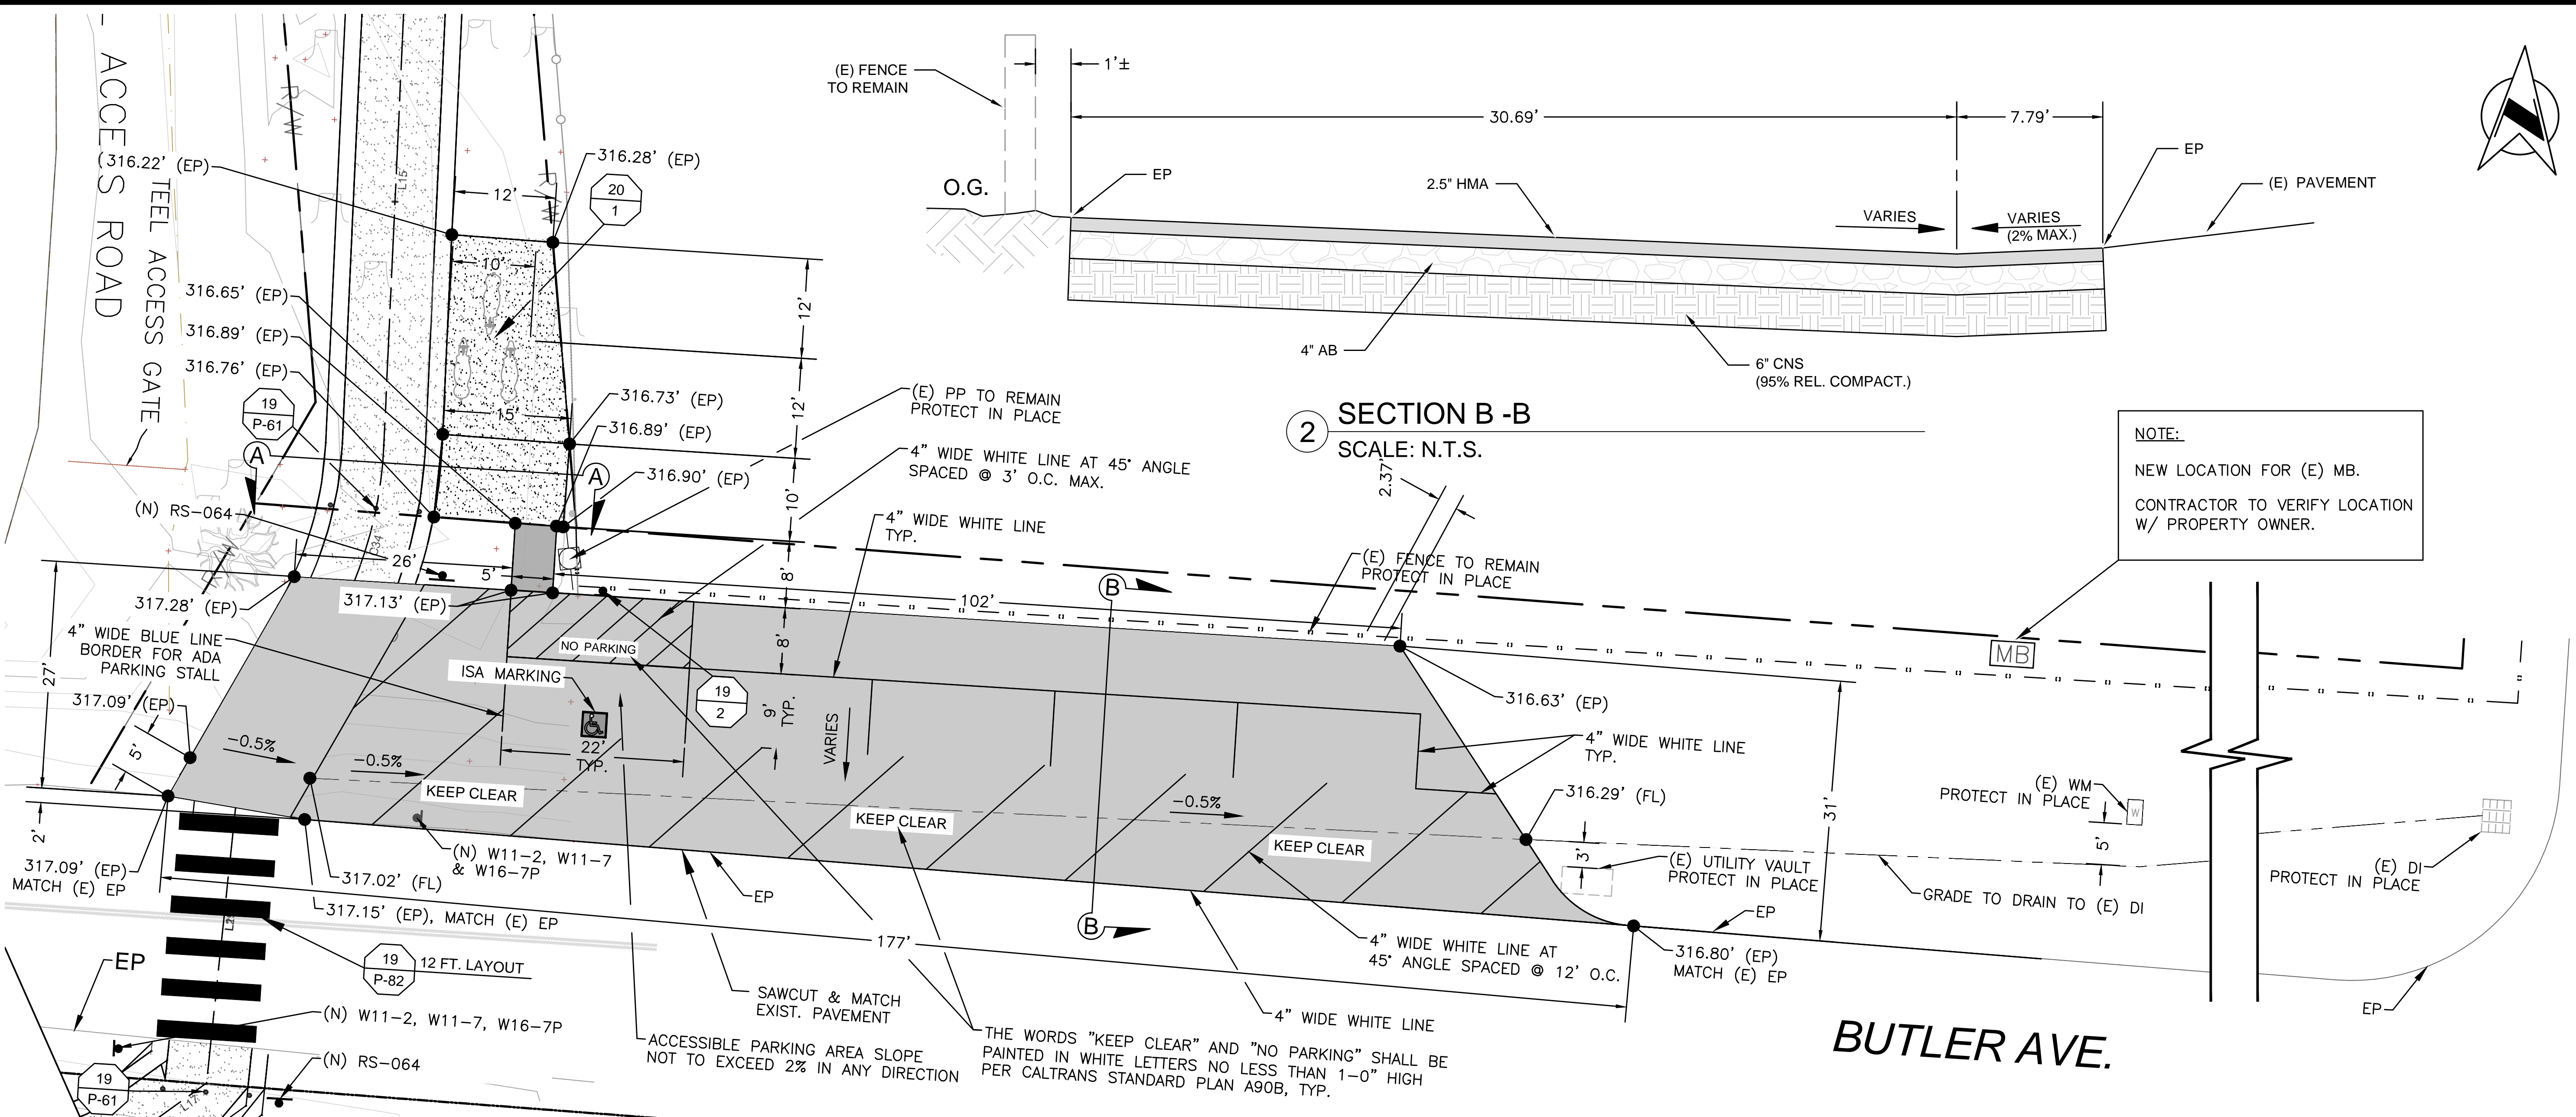 ACCESS ROAD
TEEL ACCESS GATE
R/W
R/W
L15
316.22' (EP)
316.28' (EP)
12'
20
1
10'
12'
316.65' (EP)
316.89' (EP)
316.76' (EP)
15'
12'
316.73' (EP)
316.89' (EP)
316.90' (EP)
10'
19
P-61
A
A
(N) RS-064
(E) PP TO REMAIN
PROTECT IN PLACE
4" WIDE WHITE LINE AT 45° ANGLE
SPACED @ 3' O.C. MAX.
4" WIDE WHITE LINE
TYP.
26'
5'
8'
8'
102'
(E) FENCE TO REMAIN
PROTECT IN PLACE
2.37'
B
317.28' (EP)
317.13' (EP)
4" WIDE BLUE LINE
BORDER FOR ADA
PARKING STALL
27'
317.09' (EP)
5'
2'
-0.5%
-0.5%
-0.5%
NO PARKING
ISA MARKING
19
2
22'
TYP.
9'
TYP.
VARIES
KEEP CLEAR
KEEP CLEAR
KEEP CLEAR
316.63' (EP)
4" WIDE WHITE LINE
TYP.
316.29' (FL)
31'
3'
(E) UTILITY VAULT
PROTECT IN PLACE
(E) WM
PROTECT IN PLACE
W
5'
(E) DI
PROTECT IN PLACE
GRADE TO DRAIN TO (E) DI
EP
EP
317.09' (EP)
MATCH (E) EP
317.02' (FL)
317.15' (EP), MATCH (E) EP
(N) W11-2, W11-7
& W16-7P
EP
177'
B
4" WIDE WHITE LINE AT
45° ANGLE SPACED @ 12' O.C.
316.80' (EP)
MATCH (E) EP
EP
19
P-82
12 FT. LAYOUT
SAWCUT & MATCH
EXIST. PAVEMENT
4" WIDE WHITE LINE
(N) W11-2, W11-7, W16-7P
(N) RS-064
19
P-61
ACCESSIBLE PARKING AREA SLOPE
NOT TO EXCEED 2% IN ANY DIRECTION
THE WORDS "KEEP CLEAR" AND "NO PARKING" SHALL BE
PAINTED IN WHITE LETTERS NO LESS THAN 1-0" HIGH
PER CALTRANS STANDARD PLAN A90B, TYP.
BUTLER AVE.
(E) FENCE
TO REMAIN
1'±
30.69'
7.79'
O.G.
EP
2.5" HMA
VARIES
VARIES
(2% MAX.)
EP
(E) PAVEMENT
4" AB
6" CNS
(95% REL. COMPACT.)
2
SECTION B -B
SCALE: N.T.S.
NOTE:
NEW LOCATION FOR (E) MB.
CONTRACTOR TO VERIFY LOCATION
W/ PROPERTY OWNER.
MB